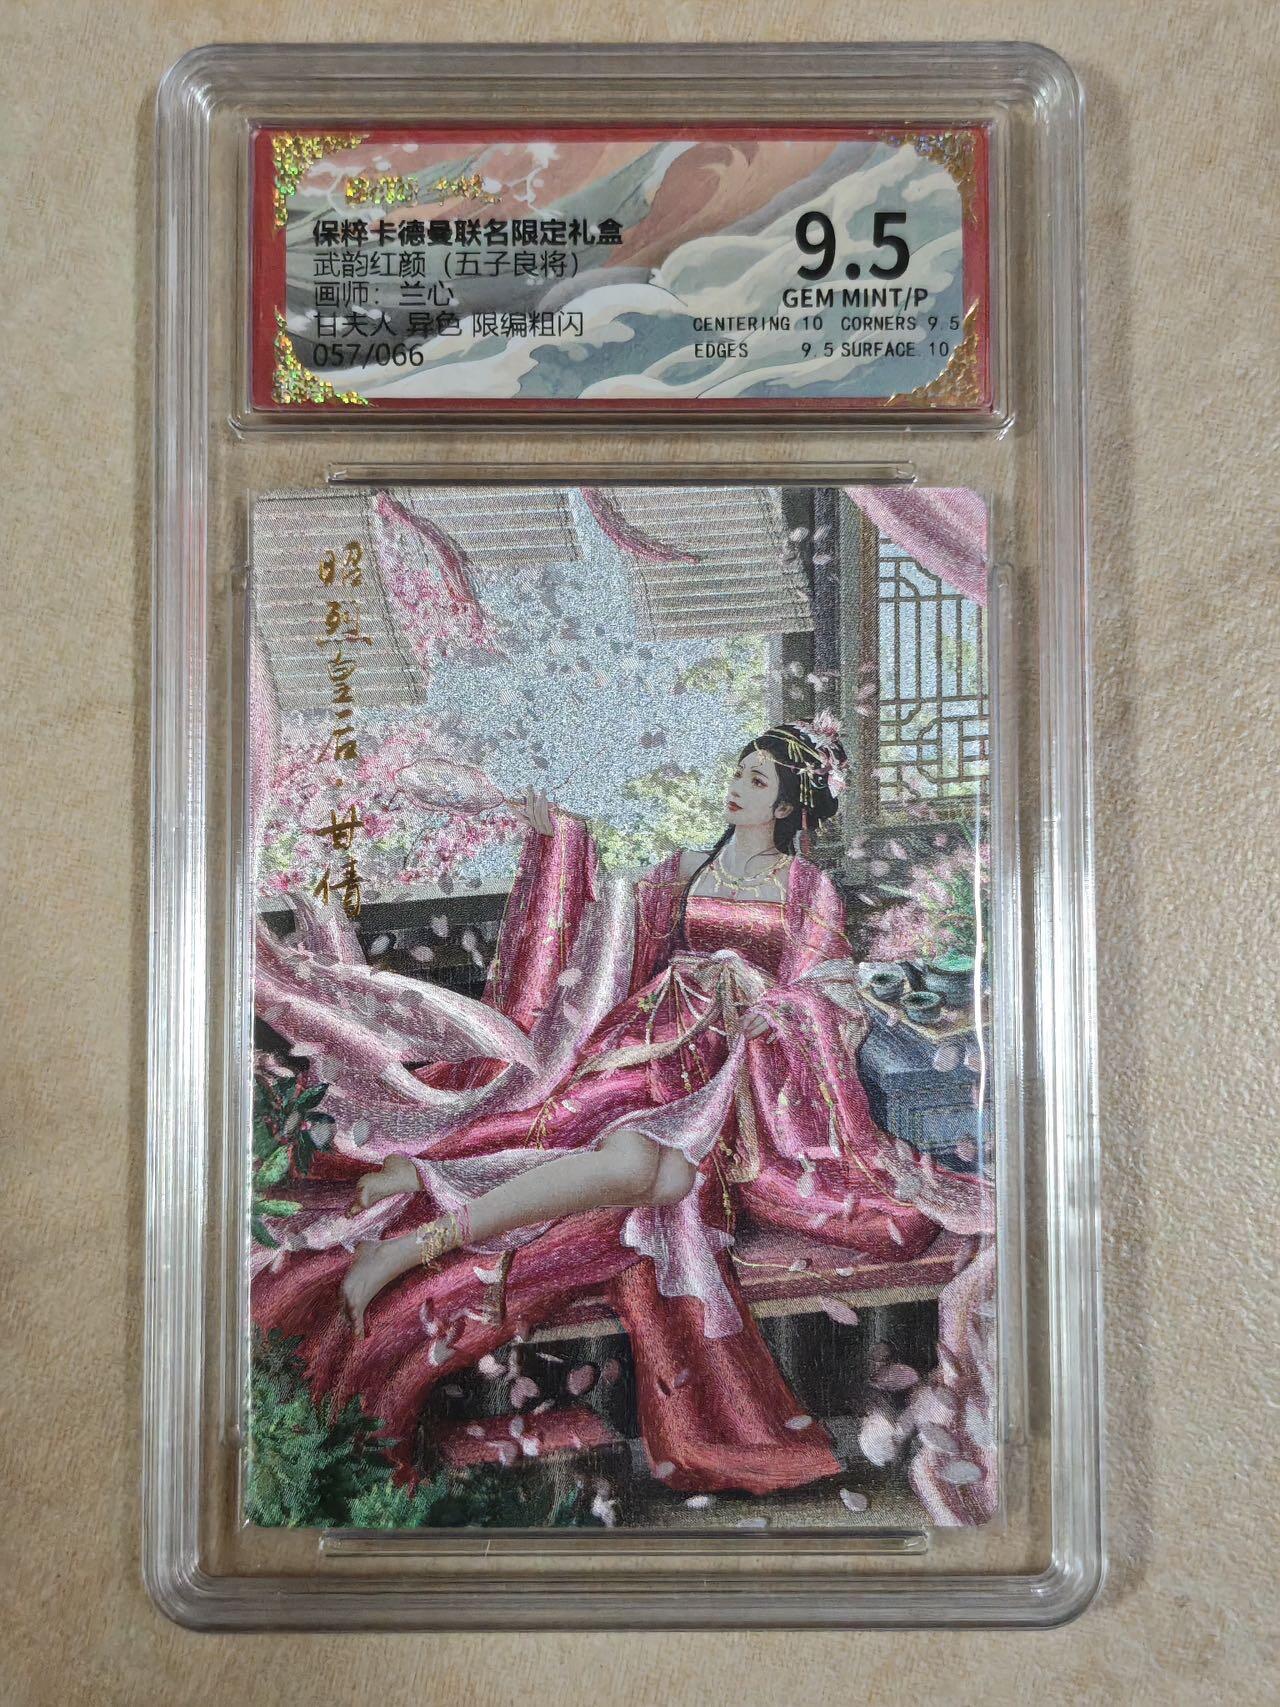 保粹卡德曼联名限定礼盒
武韵红颜（五子良将）
画师：兰心
甘夫人 异色 限编粗闪
057/066
9.5
GEM MINT/P
CENTERING 10 CORNERS 9.5
EDGES 9.5 SURFACE 10
昭烈皇后·甘倩